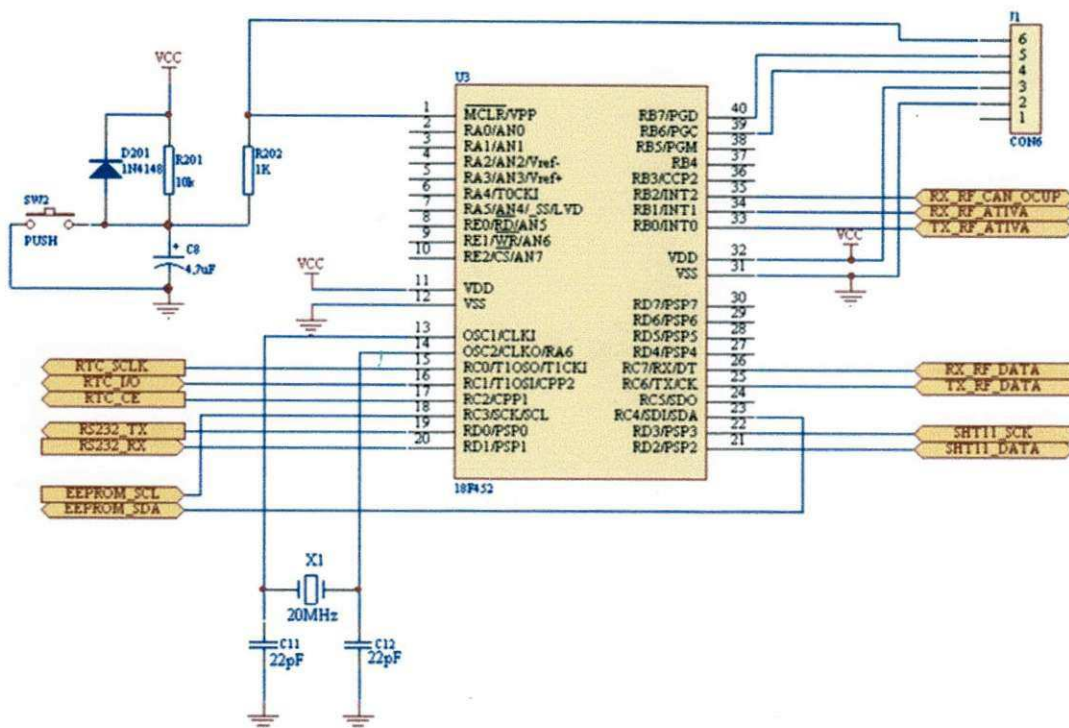 J1
6
5
4
3
2
1
CON6
VCC
D201
1N4148
R201
10k
R202
1K
SW2
PUSH
C8
+
4.7uF
U3
1 MCLR/VPP
2 RA0/AN0
3 RA1/AN1
4 RA2/AN2/Vref-
5 RA3/AN3/Vref+
6 RA4/T0CKI
7 RA5/AN4/_SS/LVD
8 RE0/RD/AN5
9 RE1/WR/AN6
10 RE2/CS/AN7
VCC
11 VDD
12 VSS
13 OSC1/CLKI
14 OSC2/CLKO/RA6
15 RC0/T1OSO/T1CKI
16 RC1/T1OSI/CPP2
17 RC2/CPP1
18 RC3/SCK/SCL
19 RD0/PSP0
20 RD1/PSP1
18F452
RB7/PGD 40
RB6/PGC 39
RB5/PGM 38
RB4 37
RB3/CCP2 36
RB2/INT2 35
RB1/INT1 34
RB0/INT0 33
VDD 32
VSS 31
RD7/PSP7 30
RD6/PSP6 29
RD5/PSP5 28
RD4/PSP4 27
RC7/RX/DT 26
RC6/TX/CK 25
RC5/SDO 24
RC4/SDI/SDA 23
RD3/PSP3 22
RD2/PSP2 21
RX_RF_CAN_OCUP
RX_RF_ATIVA
TX_RF_ATIVA
VCC
RX_RF_DATA
TX_RF_DATA
SHT11_SCK
SHT11_DATA
RTC_SCLK
RTC_I/O
RTC_CE
RS232_TX
RS232_RX
EEPROM_SCL
EEPROM_SDA
X1
20MHz
C11
22pF
C12
22pF